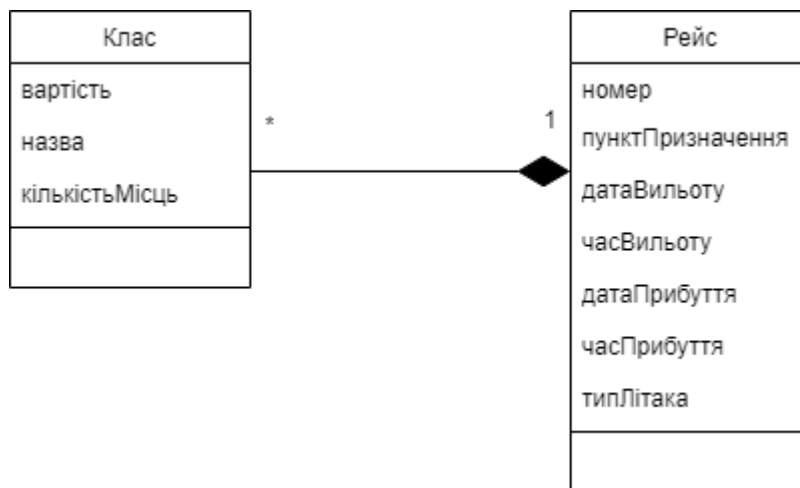 Клас
вартість
назва
кількістьМісць
*
1
Рейс
номер
пунктПризначення
датаВильоту
часВильоту
датаПрибуття
часПрибуття
типЛітака